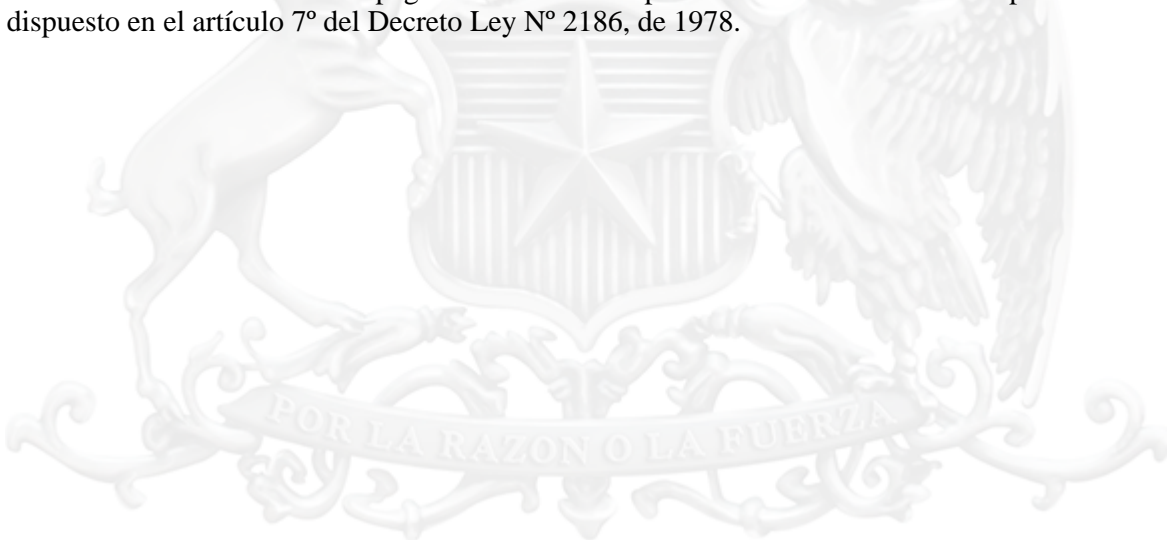 dispuesto en el artículo 7º del Decreto Ley Nº 2186, de 1978.
POR LA RAZON O LA FUERZA